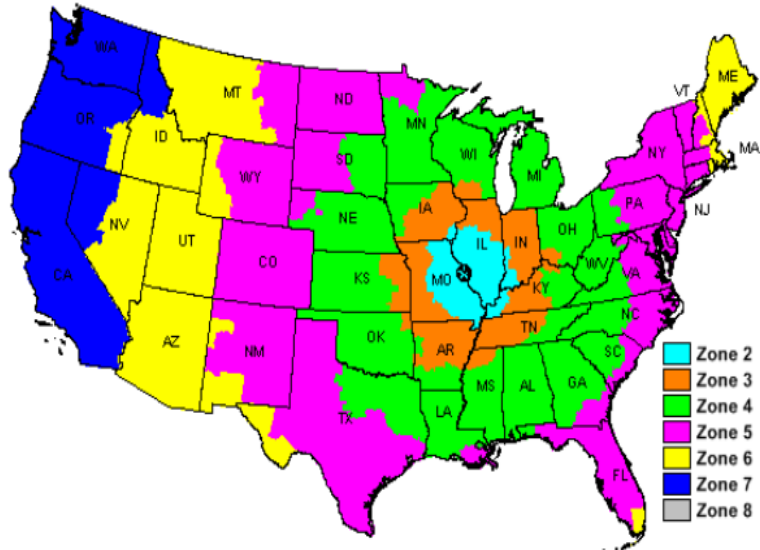 WA
MT
ND
MN
VT
ME
OR
ID
SD
WI
MI
NY
MA
WY
IA
PA
NJ
NV
UT
NE
IL
IN
OH
CA
CO
KS
MO
KY
WV
VA
AZ
NM
OK
AR
TN
NC
SC
TX
LA
MS
AL
GA
FL
Zone 2
Zone 3
Zone 4
Zone 5
Zone 6
Zone 7
Zone 8